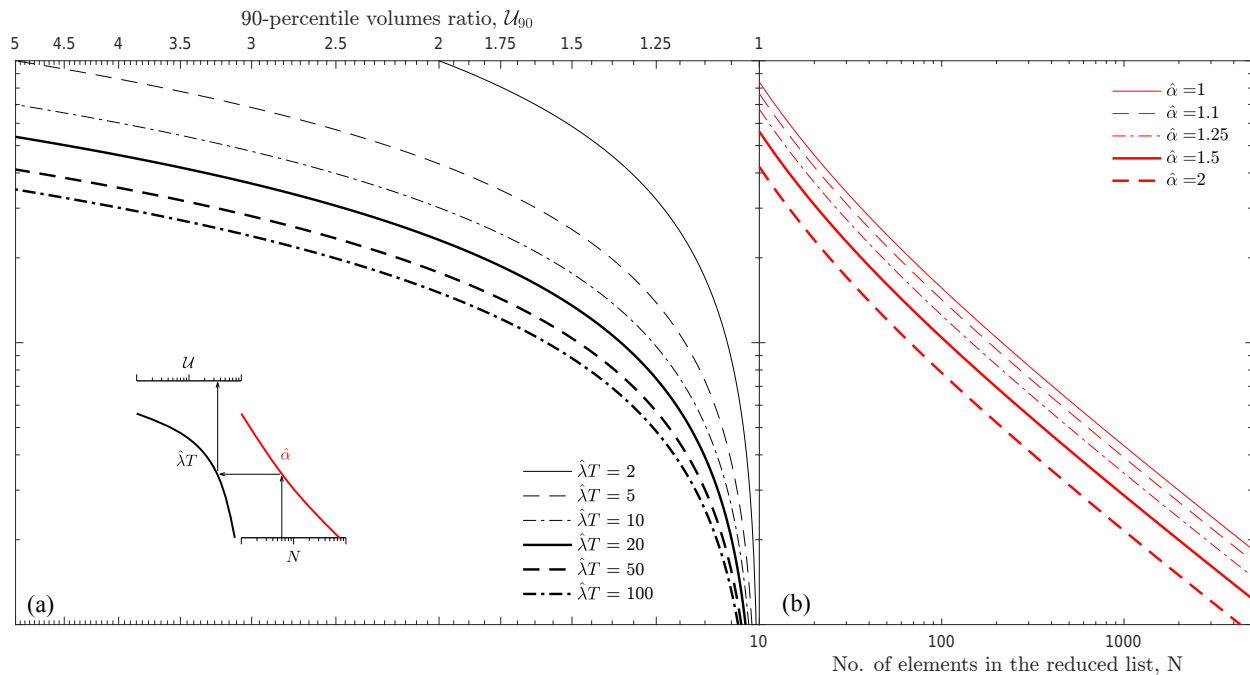 90-percentile volumes ratio, 𝒰₉₀
5 4.5 4 3.5 3 2.5 2 1.75 1.5 1.25 1
α̂ =1
α̂ =1.1
α̂ =1.25
α̂ =1.5
α̂ =2
𝒰
λ̂T
α̂
N
λ̂T = 2
λ̂T = 5
λ̂T = 10
λ̂T = 20
λ̂T = 50
λ̂T = 100
(a)
(b)
10 100 1000
No. of elements in the reduced list, N